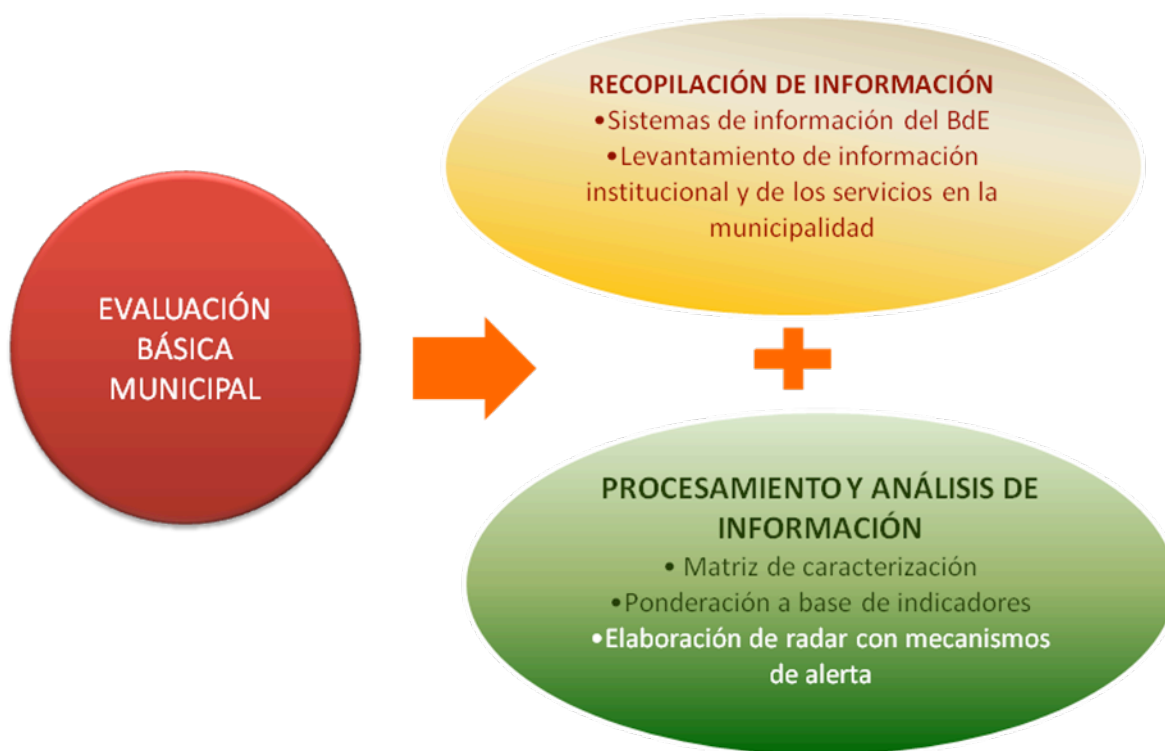 EVALUACIÓN
BÁSICA
MUNICIPAL
RECOPILACIÓN DE INFORMACIÓN
•Sistemas de información del BdE
•Levantamiento de información
institucional y de los servicios en la
municipalidad
PROCESAMIENTO Y ANÁLISIS DE
INFORMACIÓN
• Matriz de caracterización
•Ponderación a base de indicadores
•Elaboración de radar con mecanismos
de alerta